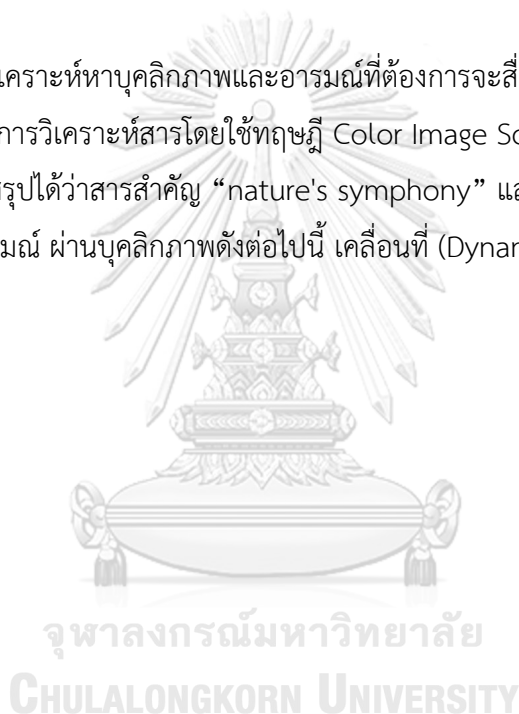 เคราะห์หาบุคลิกภาพและอารมณ์ที่ต้องการจะสื่
การวิเคราะห์สารโดยใช้ทฤษฎี Color Image Sc
สรุปได้ว่าสารสำคัญ “nature's symphony” แล
มณ์ ผ่านบุคลิกภาพดังต่อไปนี้ เคลื่อนที่ (Dynar
จุฬาลงกรณ์มหาวิทยาลัย
CHULALONGKORN UNIVERSITY